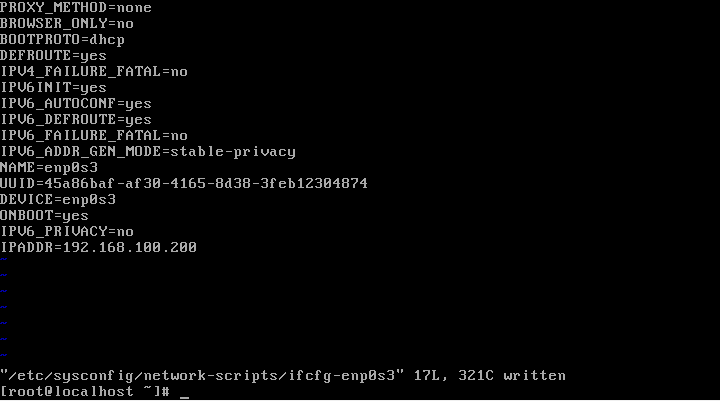 PROXY_METHOD=none
BROWSER_ONLY=no
BOOTPROTO=dhcp
DEFROUTE=yes
IPV4_FAILURE_FATAL=no
IPV6INIT=yes
IPV6_AUTOCONF=yes
IPV6_DEFROUTE=yes
IPV6_FAILURE_FATAL=no
IPV6_ADDR_GEN_MODE=stable-privacy
NAME=enp0s3
UUID=45a86baf-af30-4165-8d38-3feb12304874
DEVICE=enp0s3
ONBOOT=yes
IPV6_PRIVACY=no
IPADDR=192.168.100.200
~
~
~
~
~
~
~
"/etc/sysconfig/network-scripts/ifcfg-enp0s3" 17L, 321C written
[root@localhost ~]# _